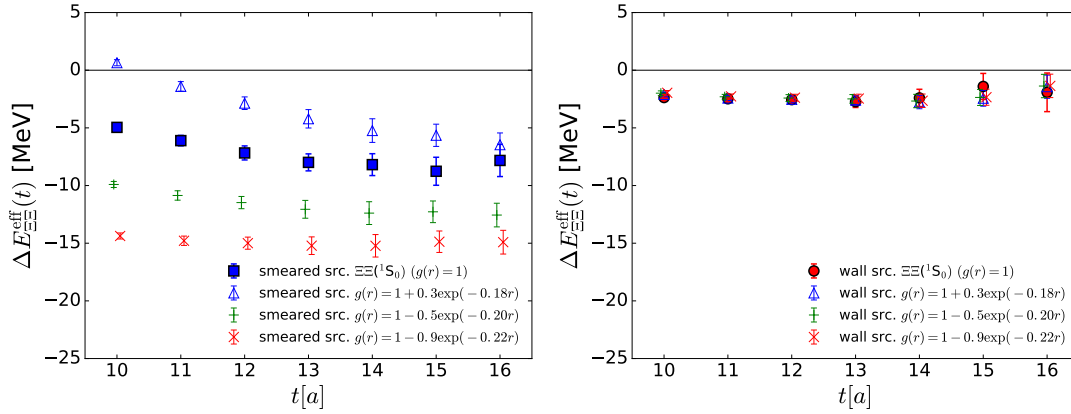 5
0
−5
−10
−15
−20
−25
ΔE^eff_ΞΞ(t) [MeV]
smeared src. ΞΞ(¹S₀) (g(r)=1)
smeared src. g(r)=1+0.3exp(−0.18r)
smeared src. g(r)=1−0.5exp(−0.20r)
smeared src. g(r)=1−0.9exp(−0.22r)
10 11 12 13 14 15 16
t[a]
5
0
−5
−10
−15
−20
−25
ΔE^eff_ΞΞ(t) [MeV]
wall src. ΞΞ(¹S₀) (g(r)=1)
wall src. g(r)=1+0.3exp(−0.18r)
wall src. g(r)=1−0.5exp(−0.20r)
wall src. g(r)=1−0.9exp(−0.22r)
10 11 12 13 14 15 16
t[a]